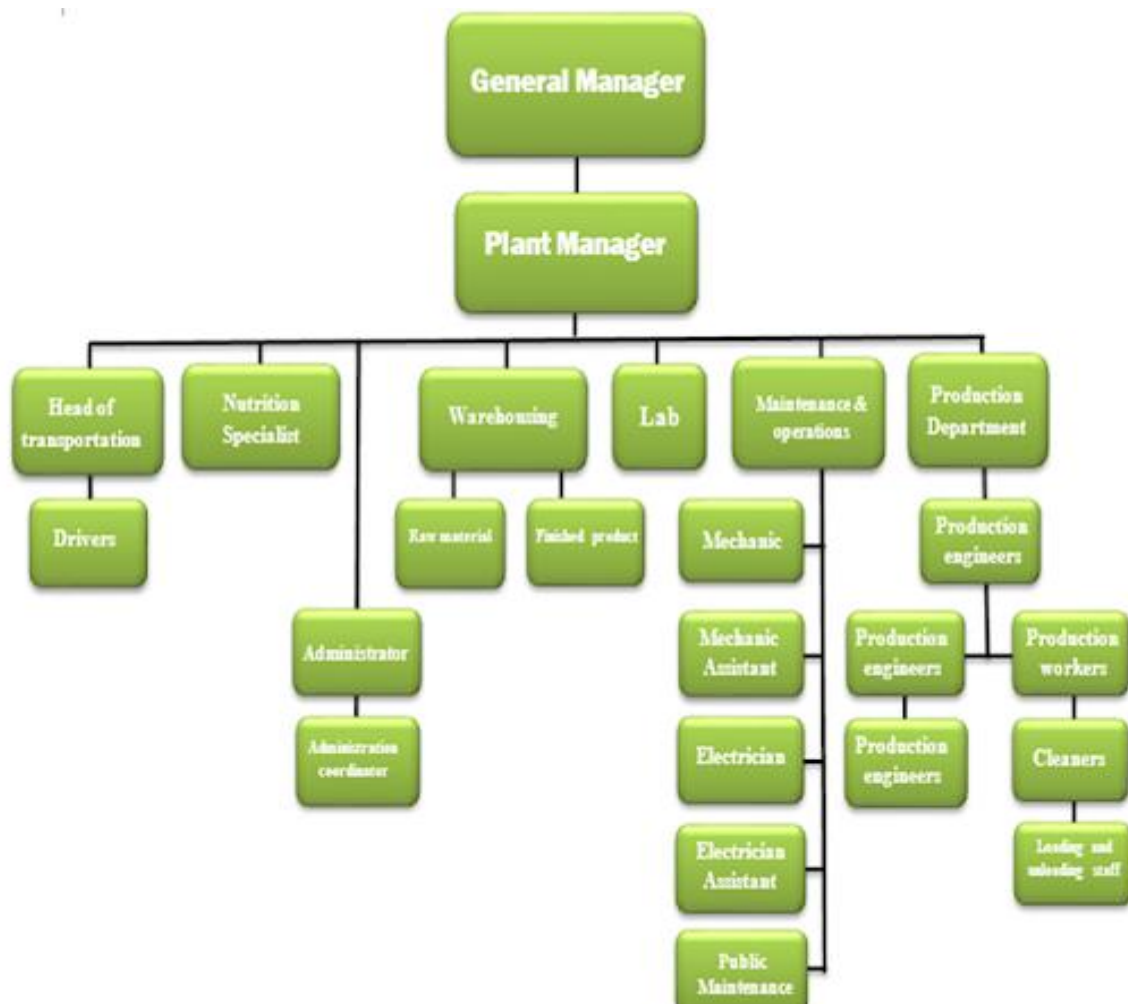 General Manager
Plant Manager
Head of
transportation
Nutrition
Specialist
Warehousing
Lab
Maintenance &
operations
Production
Department
Drivers
Raw material
Finished product
Mechanic
Production
engineers
Administrator
Mechanic
Assistant
Production
engineers
Production
workers
Administration
coordinator
Electrician
Production
engineers
Cleaners
Electrician
Assistant
Loading and
unloading staff
Public
Maintenance